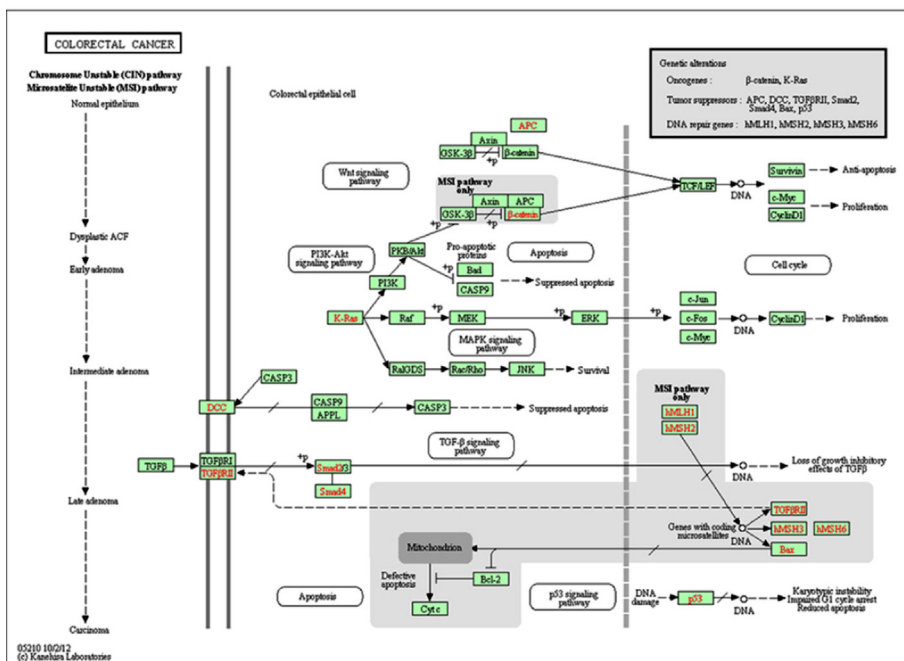 COLORECTAL CANCER
Chromosome Unstable (CIN) pathway
Microsatelite Unstable (MSI) pathway
Normal epithelium
Dysplastic ACF
Early adenoma
Intermediate adenoma
Late adenoma
Carcinoma
05210 10/2/12
(c) Kanehisa Laboratories
Colorectal epithelial cell
Genetic alterations
Oncogenes : β-catenin, K-Ras
Tumor suppressors : APC, DCC, TGFβRII, Smad2,
Smad4, Bax, p53
DNA repair genes : hMLH1, hMSH2, hMSH3, hMSH6
APC
Axin
GSK-3β
+p
β-catenin
Wnt signaling
pathway
MSI pathway
only
Axin
APC
GSK-3β
+p
β-catenin
TCF/LEF
DNA
Survivin
Anti-apoptosis
c-Myc
CyclinD1
Proliferation
+p
PKB/Akt
PI3K-Akt
signaling pathway
PI3K
Pro-apoptotic
proteins
+p
Bad
CASP9
Apoptosis
Suppressed apoptosis
Cell cycle
K-Ras
Raf
+p
MEK
+p
ERK
+p
c-Jun
c-Fos
c-Myc
DNA
CyclinD1
Proliferation
MAPK signaling
pathway
RalGDS
Rac/Rho
JNK
Survival
CASP3
DCC
CASP9
APPL
CASP3
Suppressed apoptosis
MSI pathway
only
hMLH1
hMSH2
TGF-β signaling
pathway
TGFβ
TGFβRI
TGFβRII
+p
Smad2/3
Smad4
DNA
Loss of growth inhibitory
effects of TGFβ
Genes with coding
microsatellites
DNA
TGFβRII
hMSH3
hMSH6
Bax
Mitochondrion
Defective
apoptosis
Bcl-2
Cytc
Apoptosis
p53 signaling
pathway
DNA
damage
p53
DNA
Karyotypic instability
Impaired G1 cycle arrest
Reduced apoptosis